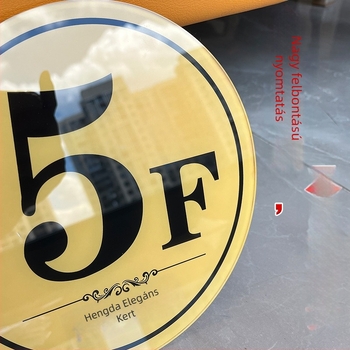 5F
Hengda Elegáns
Kert
Nagy felbontású
nyomtatás
,